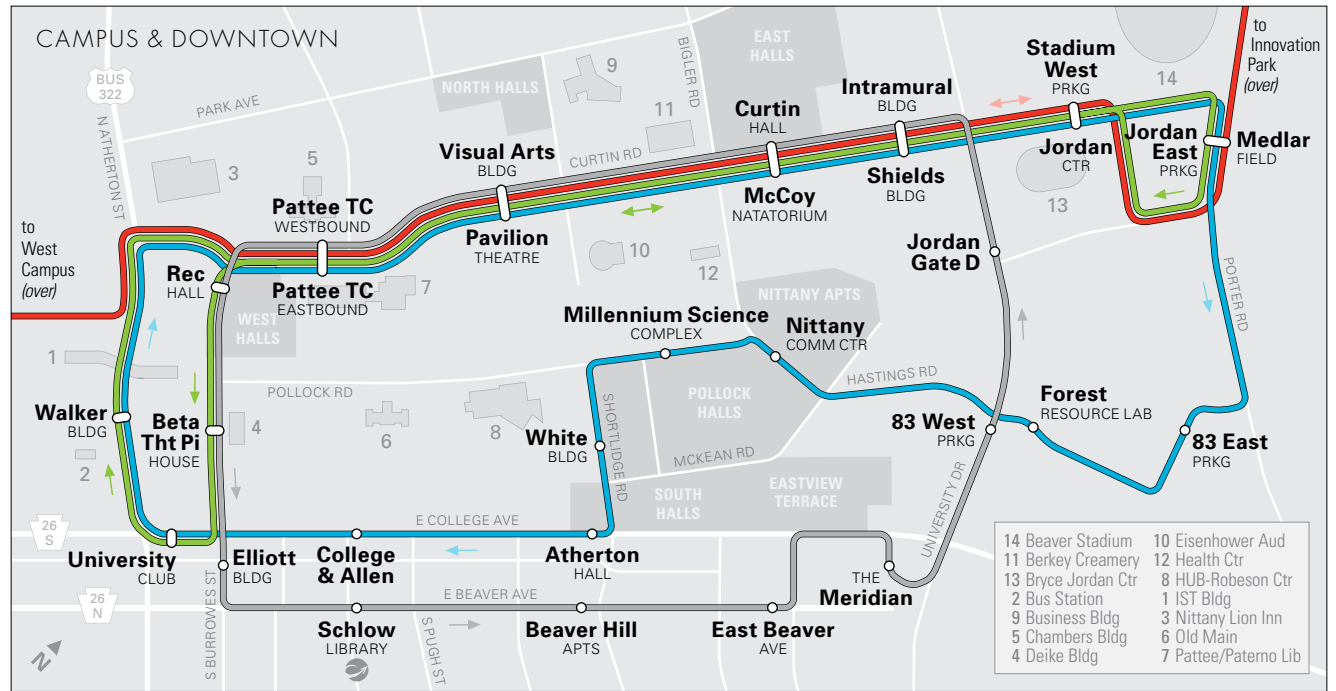 CAMPUS & DOWNTOWN
BUS
322
N ATHERTON ST
PARK AVE
NORTH HALLS
9
BIGLER RD
EAST
HALLS
Stadium
West
PRKG
14
to
Innovation
Park
(over)
3
5
Visual Arts
BLDG
CURTIN RD
11
Curtin
HALL
Intramural
BLDG
Jordan
East
PRKG
Medlar
FIELD
Pattee TC
WESTBOUND
Pavilion
THEATRE
McCoy
NATATORIUM
Shields
BLDG
Jordan
CTR
13
to
West
Campus
(over)
Rec
HALL
Pattee TC
EASTBOUND
7
10
12
Jordan
Gate D
PORTER RD
WEST
HALLS
NITTANY APTS
Millennium Science
COMPLEX
Nittany
COMM CTR
1
POLLOCK RD
HASTINGS RD
Walker
BLDG
Beta
Tht Pi
HOUSE
4
6
8
SHORTLIDGE RD
POLLOCK
HALLS
83 West
PRKG
Forest
RESOURCE LAB
White
BLDG
MCKEAN RD
83 East
PRKG
2
SOUTH
HALLS
EASTVIEW
TERRACE
UNIVERSITY DR
26
S
E COLLEGE AVE
University
CLUB
Elliott
BLDG
College
& Allen
Atherton
HALL
THE
Meridian
26
N
S BURROWES ST
E BEAVER AVE
Schlow
LIBRARY
S PUGH ST
Beaver Hill
APTS
East Beaver
AVE
N
14 Beaver Stadium
11 Berkey Creamery
13 Bryce Jordan Ctr
2 Bus Station
9 Business Bldg
5 Chambers Bldg
4 Deike Bldg
10 Eisenhower Aud
12 Health Ctr
8 HUB-Robeson Ctr
1 IST Bldg
3 Nittany Lion Inn
6 Old Main
7 Pattee/Paterno Lib